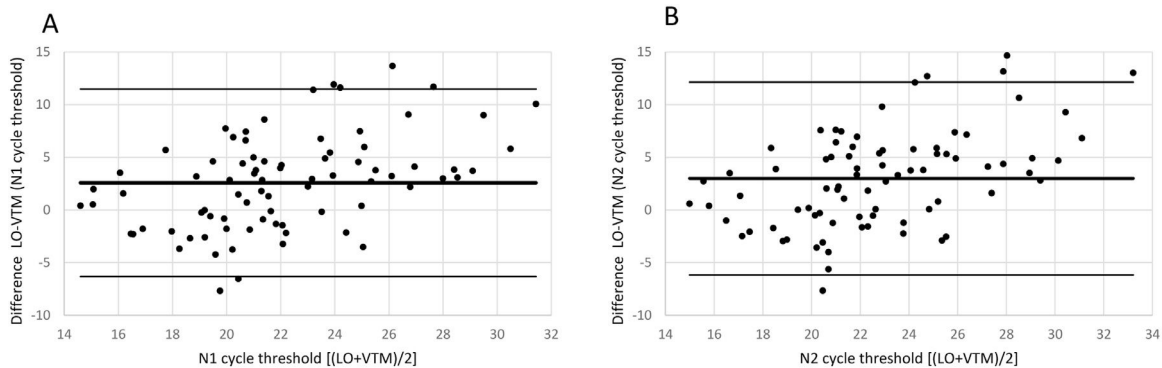 A
Difference LO-VTM (N1 cycle threshold)
15
10
5
0
-5
-10
14 16 18 20 22 24 26 28 30 32
N1 cycle threshold [(LO+VTM)/2]
B
Difference LO-VTM (N2 cycle threshold)
15
10
5
0
-5
-10
14 16 18 20 22 24 26 28 30 32 34
N2 cycle threshold [(LO+VTM)/2]